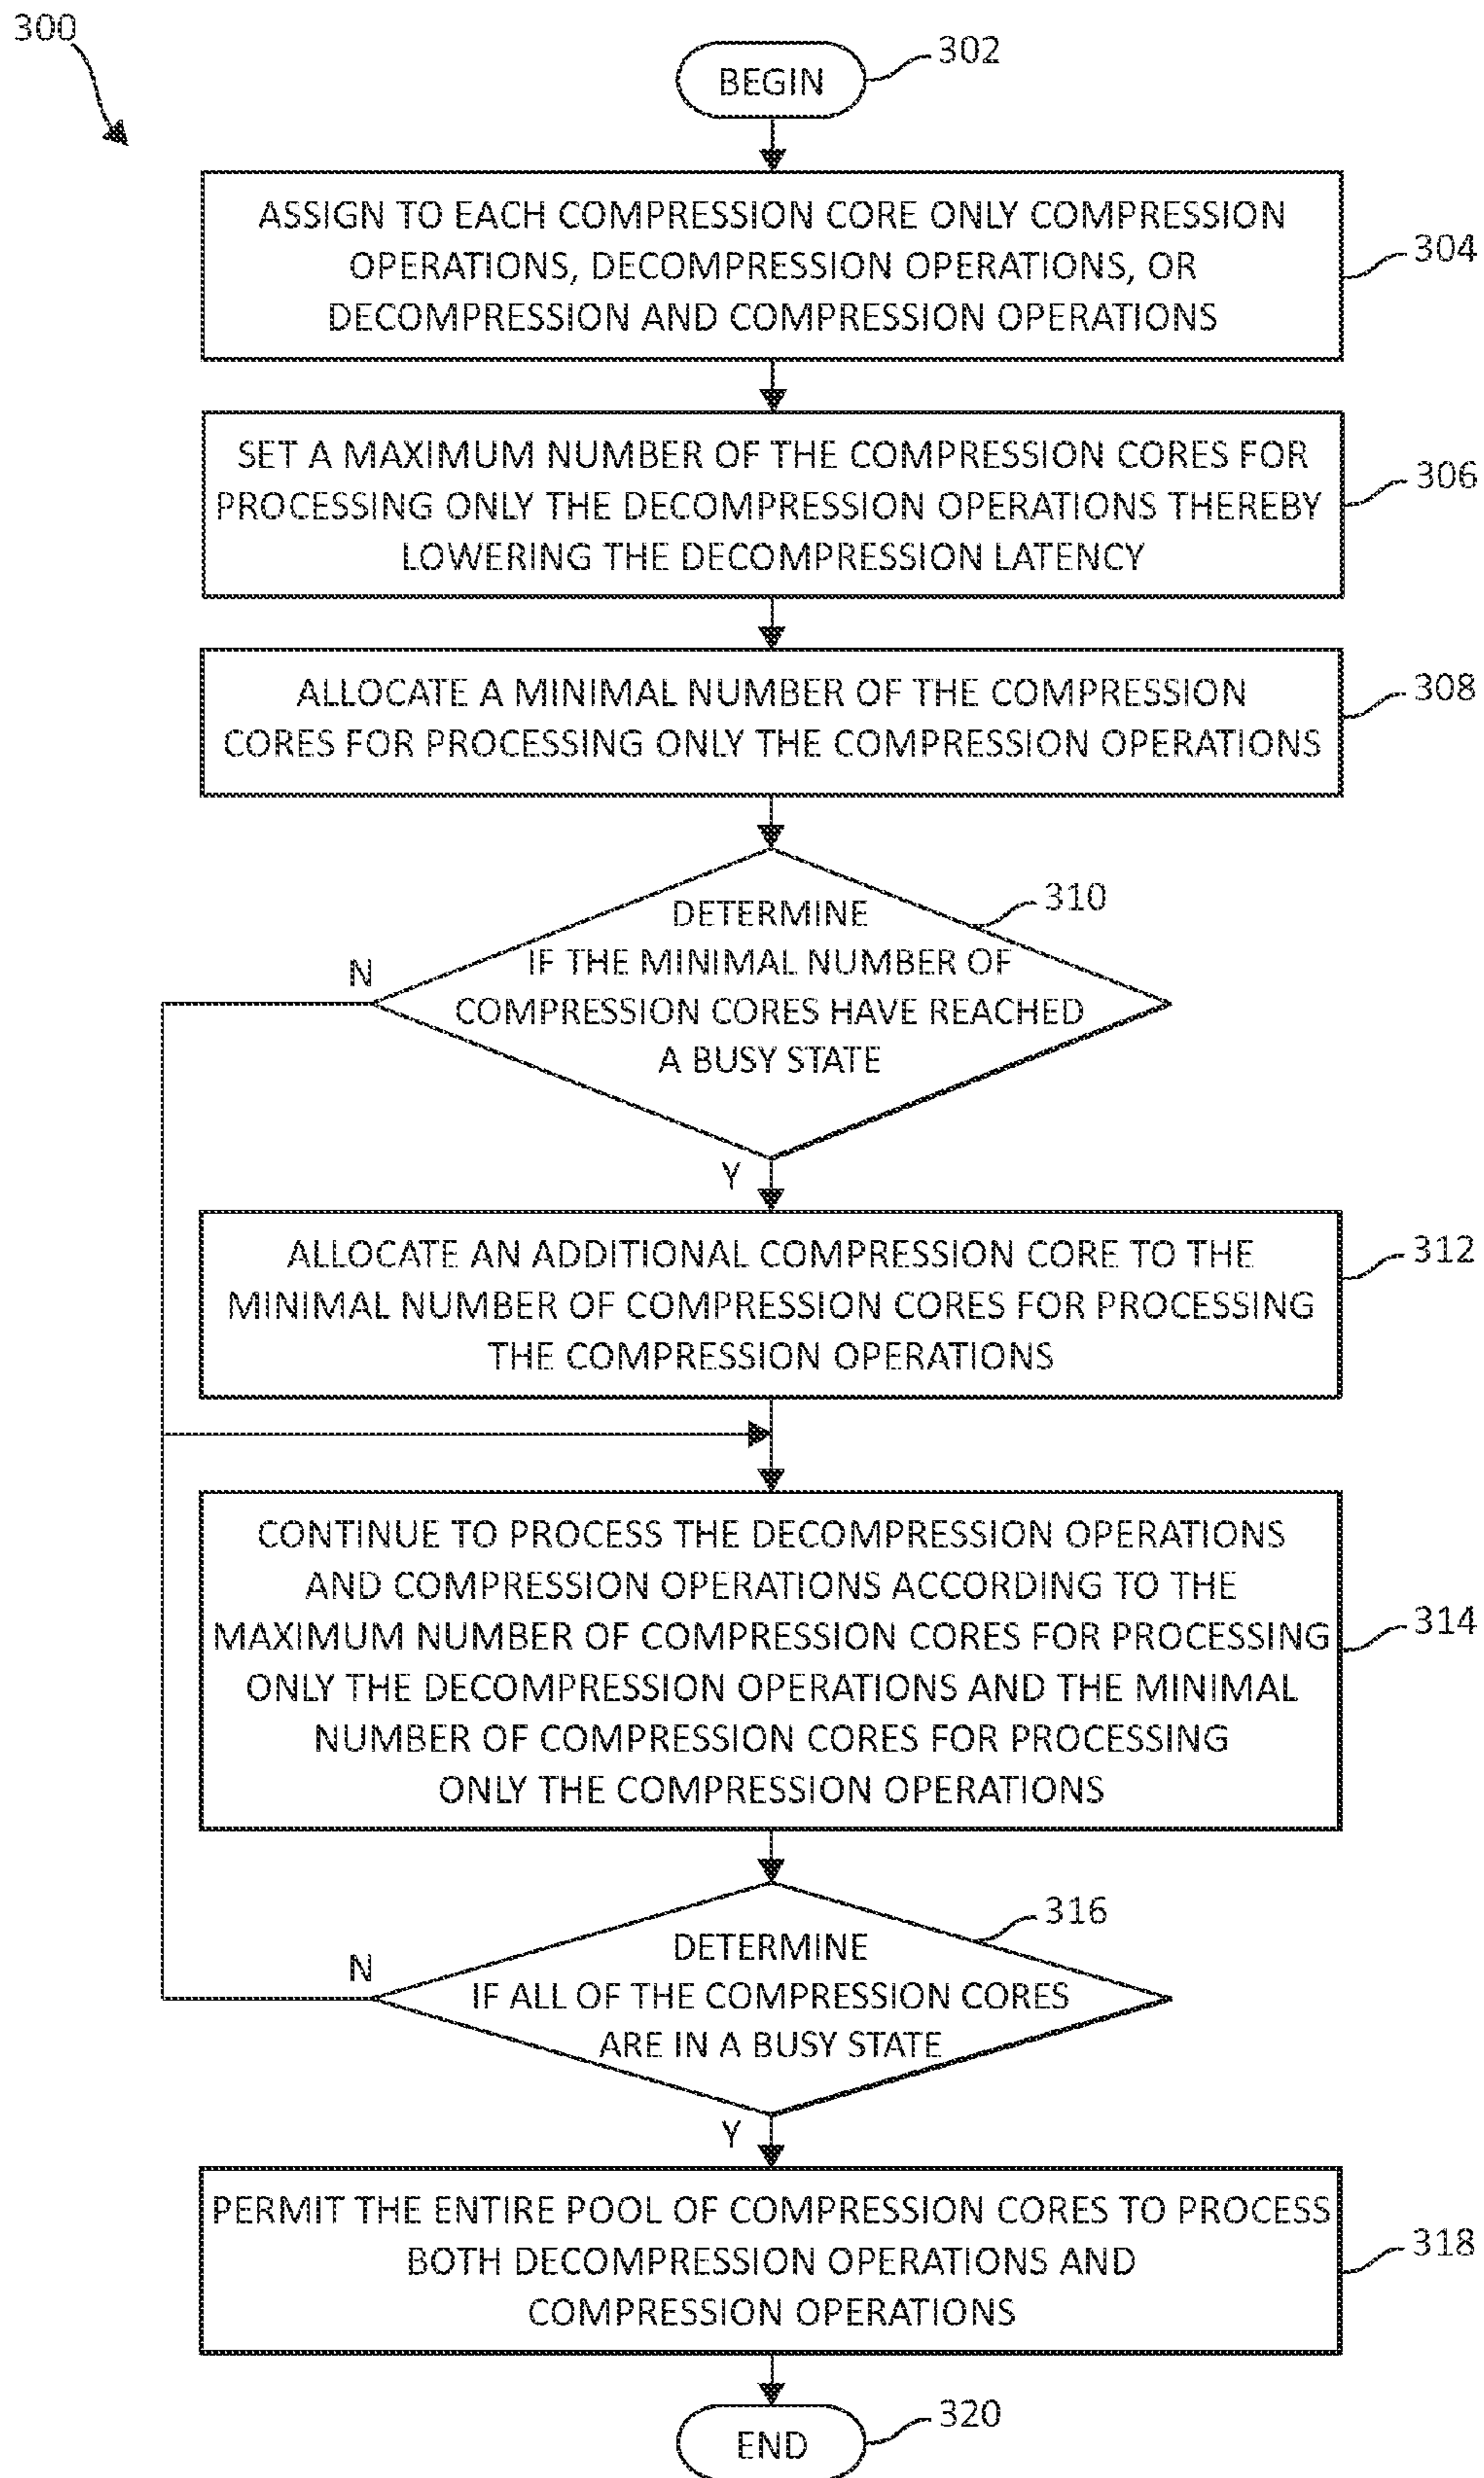 300
BEGIN
302
ASSIGN TO EACH COMPRESSION CORE ONLY COMPRESSION
OPERATIONS, DECOMPRESSION OPERATIONS, OR
DECOMPRESSION AND COMPRESSION OPERATIONS
304
SET A MAXIMUM NUMBER OF THE COMPRESSION CORES FOR
PROCESSING ONLY THE DECOMPRESSION OPERATIONS THEREBY
LOWERING THE DECOMPRESSION LATENCY
306
ALLOCATE A MINIMAL NUMBER OF THE COMPRESSION
CORES FOR PROCESSING ONLY THE COMPRESSION OPERATIONS
308
DETERMINE
IF THE MINIMAL NUMBER OF
COMPRESSION CORES HAVE REACHED
A BUSY STATE
310
N
Y
ALLOCATE AN ADDITIONAL COMPRESSION CORE TO THE
MINIMAL NUMBER OF COMPRESSION CORES FOR PROCESSING
THE COMPRESSION OPERATIONS
312
CONTINUE TO PROCESS THE DECOMPRESSION OPERATIONS
AND COMPRESSION OPERATIONS ACCORDING TO THE
MAXIMUM NUMBER OF COMPRESSION CORES FOR PROCESSING
ONLY THE DECOMPRESSION OPERATIONS AND THE MINIMAL
NUMBER OF COMPRESSION CORES FOR PROCESSING
ONLY THE COMPRESSION OPERATIONS
314
DETERMINE
IF ALL OF THE COMPRESSION CORES
ARE IN A BUSY STATE
316
N
Y
PERMIT THE ENTIRE POOL OF COMPRESSION CORES TO PROCESS
BOTH DECOMPRESSION OPERATIONS AND
COMPRESSION OPERATIONS
318
END
320